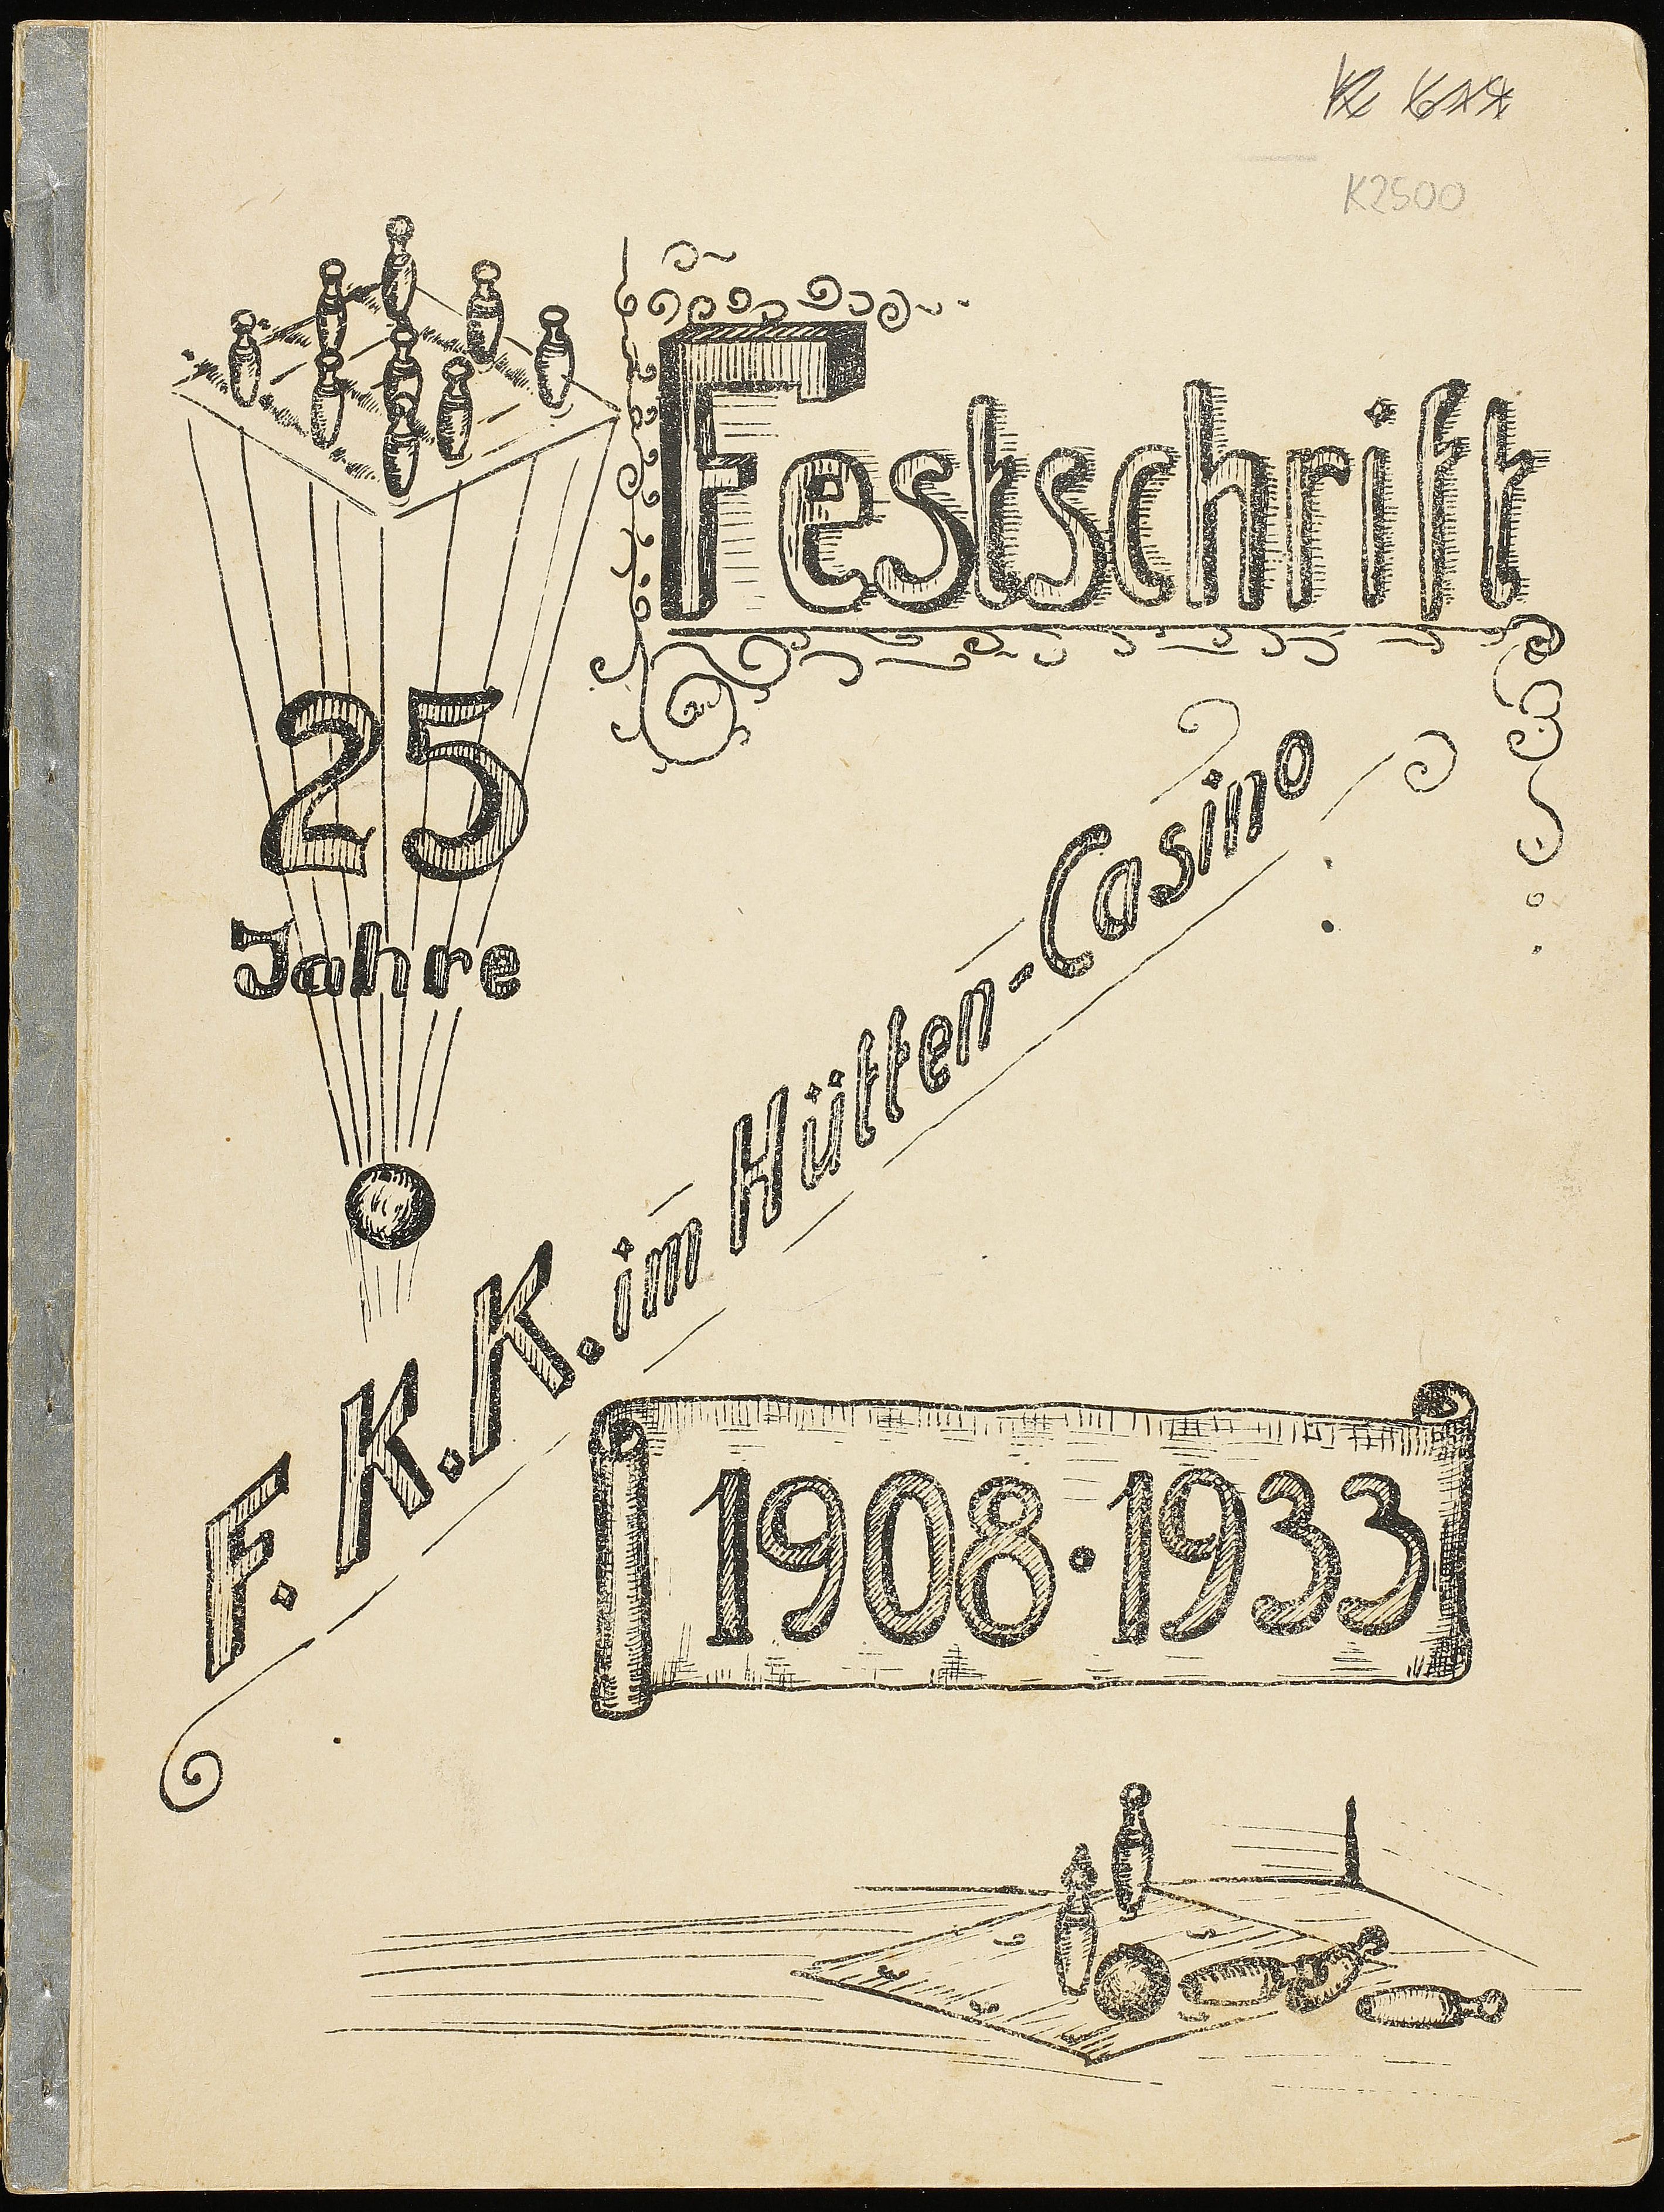 K2500
Festschrift
25
Jahre
F.K.K. im Hütten-Casino
1908·1933